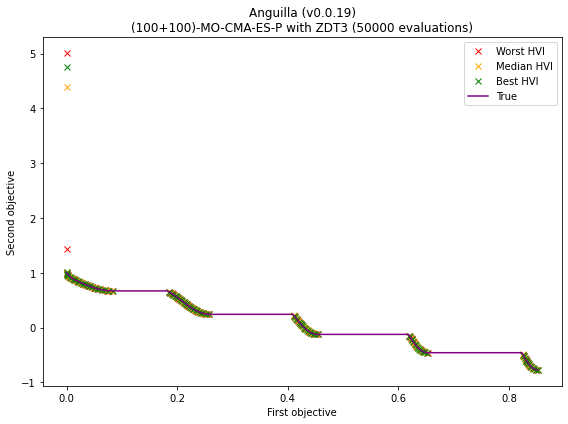 Anguilla (v0.0.19)
(100+100)-MO-CMA-ES-P with ZDT3 (50000 evaluations)
Worst HVI
Median HVI
Best HVI
True
Second objective
5
4
3
2
1
0
−1
0.0
0.2
0.4
0.6
0.8
First objective